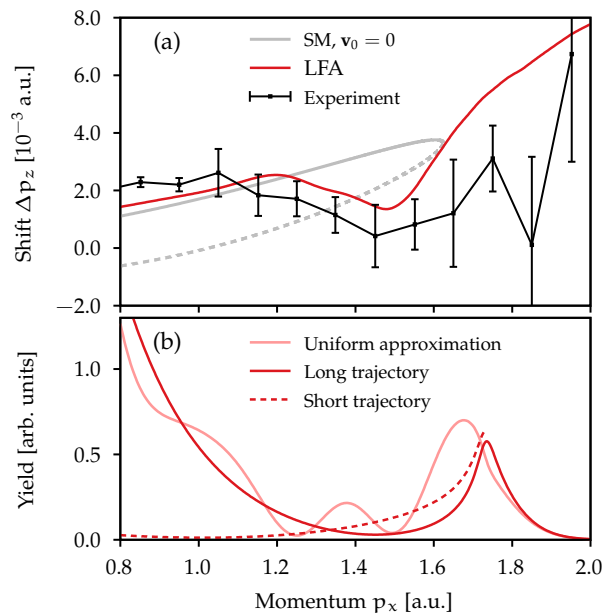 (a)
SM, v₀ = 0
LFA
Experiment
Shift Δp_z [10⁻³ a.u.]
8.0
6.0
4.0
2.0
0.0
−2.0
(b)
Uniform approximation
Long trajectory
Short trajectory
Yield [arb. units]
1.0
0.5
0.0
0.8 1.0 1.2 1.4 1.6 1.8 2.0
Momentum p_x [a.u.]